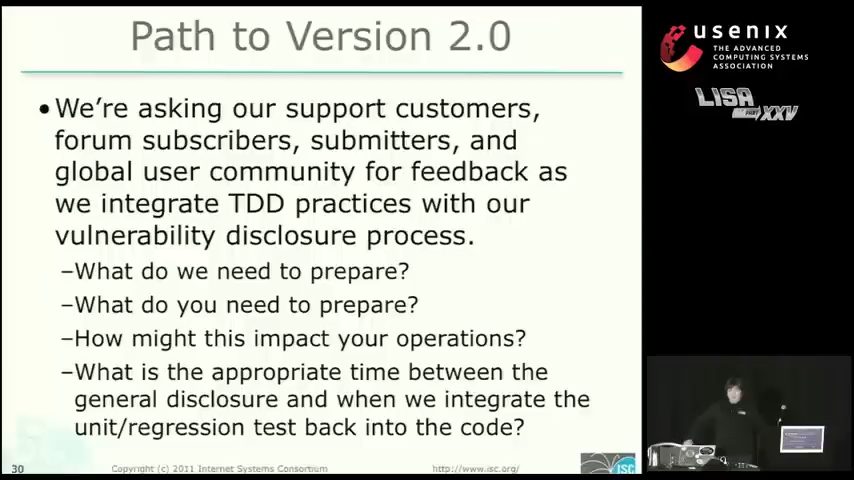 Path to Version 2.0
•We're asking our support customers,
forum subscribers, submitters, and
global user community for feedback as
we integrate TDD practices with our
vulnerability disclosure process.
–What do we need to prepare?
–What do you need to prepare?
–How might this impact your operations?
–What is the appropriate time between the
general disclosure and when we integrate the
unit/regression test back into the code?
30
Copyright (c) 2011 Internet Systems Consortium
http://www.isc.org/
ISC
usenix
THE ADVANCED
COMPUTING SYSTEMS
ASSOCIATION
LISA
XXV